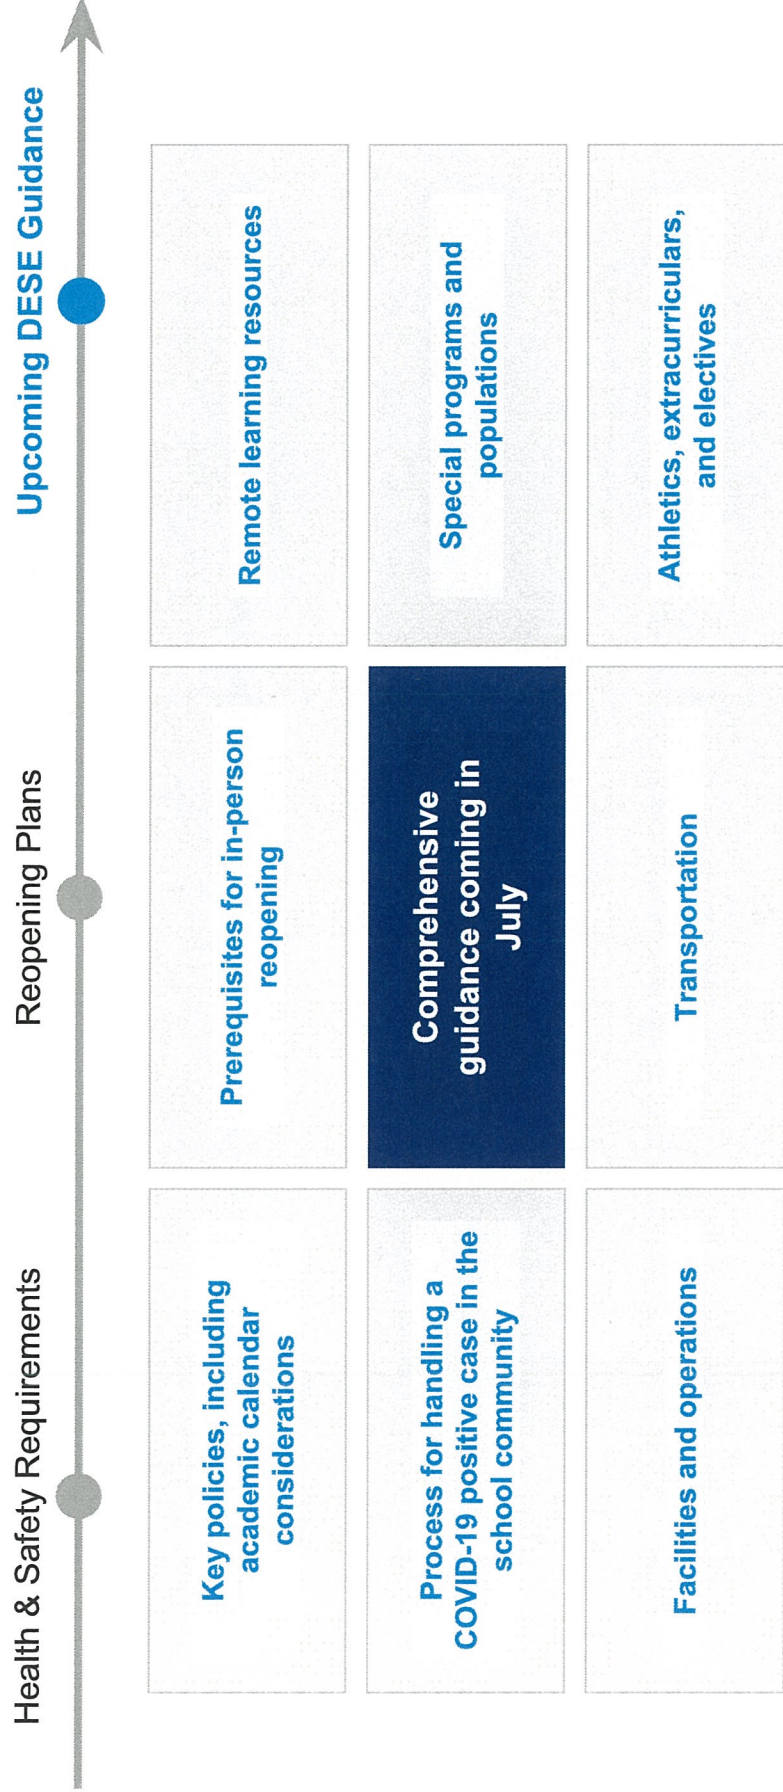 Health & Safety Requirements
Reopening Plans
Upcoming DESE Guidance
Key policies, including
academic calendar
considerations
Prerequisites for in-person
reopening
Remote learning resources
Process for handling a
COVID-19 positive case in the
school community
Comprehensive
guidance coming in
July
Special programs and
populations
Facilities and operations
Transportation
Athletics, extracurriculars,
and electives